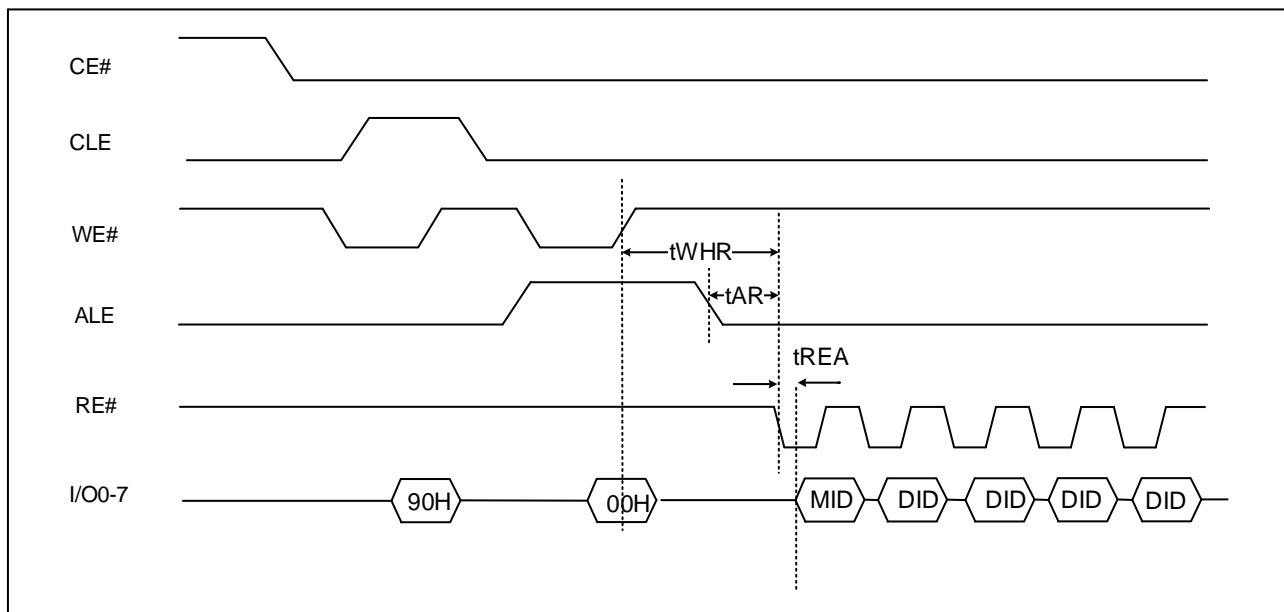 CE#
CLE
WE#
tWHR
tAR
ALE
tREA
RE#
I/O0-7
90H
00H
MID
DID
DID
DID
DID